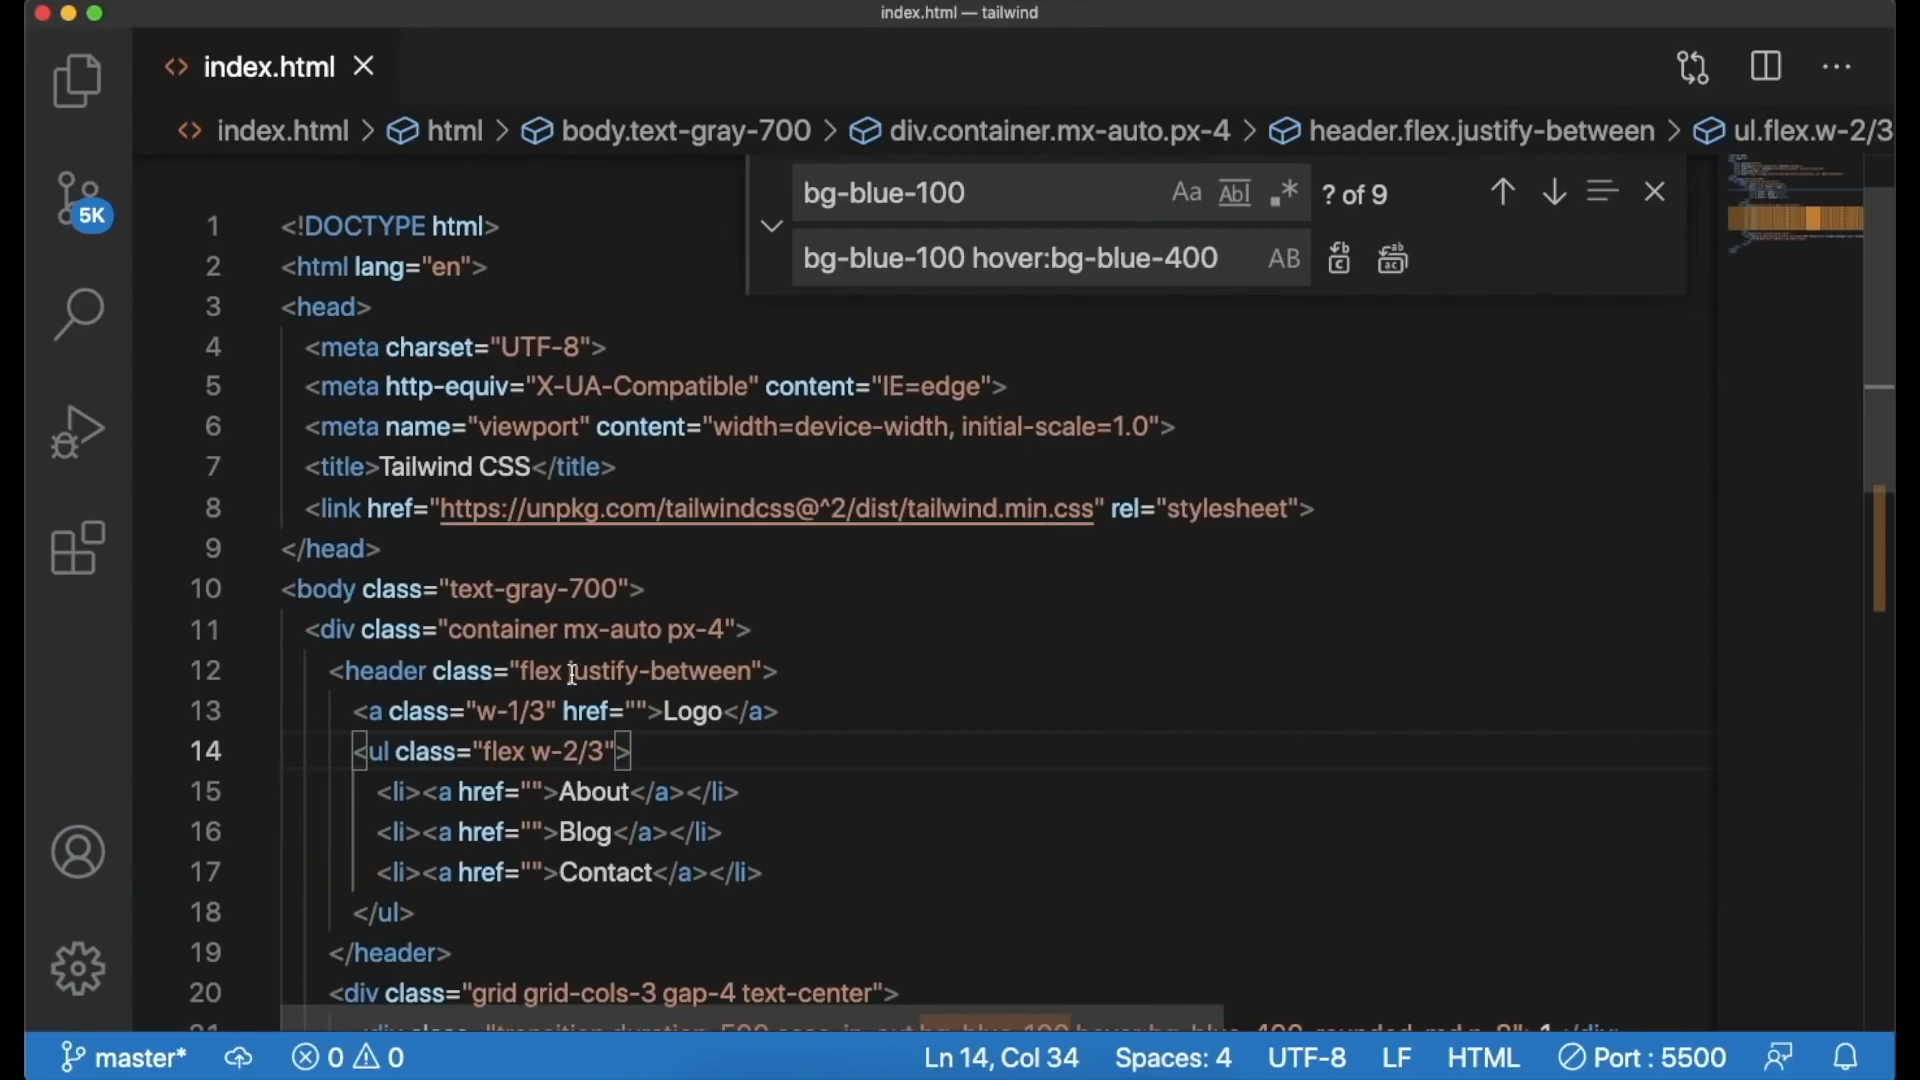 index.html — tailwind
index.html
index.html > html > body.text-gray-700 > div.container.mx-auto.px-4 > header.flex.justify-between > ul.flex.w-2/3
bg-blue-100 Aa Abl ? of 9
bg-blue-100 hover:bg-blue-400 AB
5K
1 <!DOCTYPE html>
2 <html lang="en">
3 <head>
4 <meta charset="UTF-8">
5 <meta http-equiv="X-UA-Compatible" content="IE=edge">
6 <meta name="viewport" content="width=device-width, initial-scale=1.0">
7 <title>Tailwind CSS</title>
8 <link href="https://unpkg.com/tailwindcss@^2/dist/tailwind.min.css" rel="stylesheet">
9 </head>
10 <body class="text-gray-700">
11 <div class="container mx-auto px-4">
12 <header class="flex justify-between">
13 <a class="w-1/3" href="">Logo</a>
14 <ul class="flex w-2/3">
15 <li><a href="">About</a></li>
16 <li><a href="">Blog</a></li>
17 <li><a href="">Contact</a></li>
18 </ul>
19 </header>
20 <div class="grid grid-cols-3 gap-4 text-center">
master* 0 0 Ln 14, Col 34 Spaces: 4 UTF-8 LF HTML Port : 5500